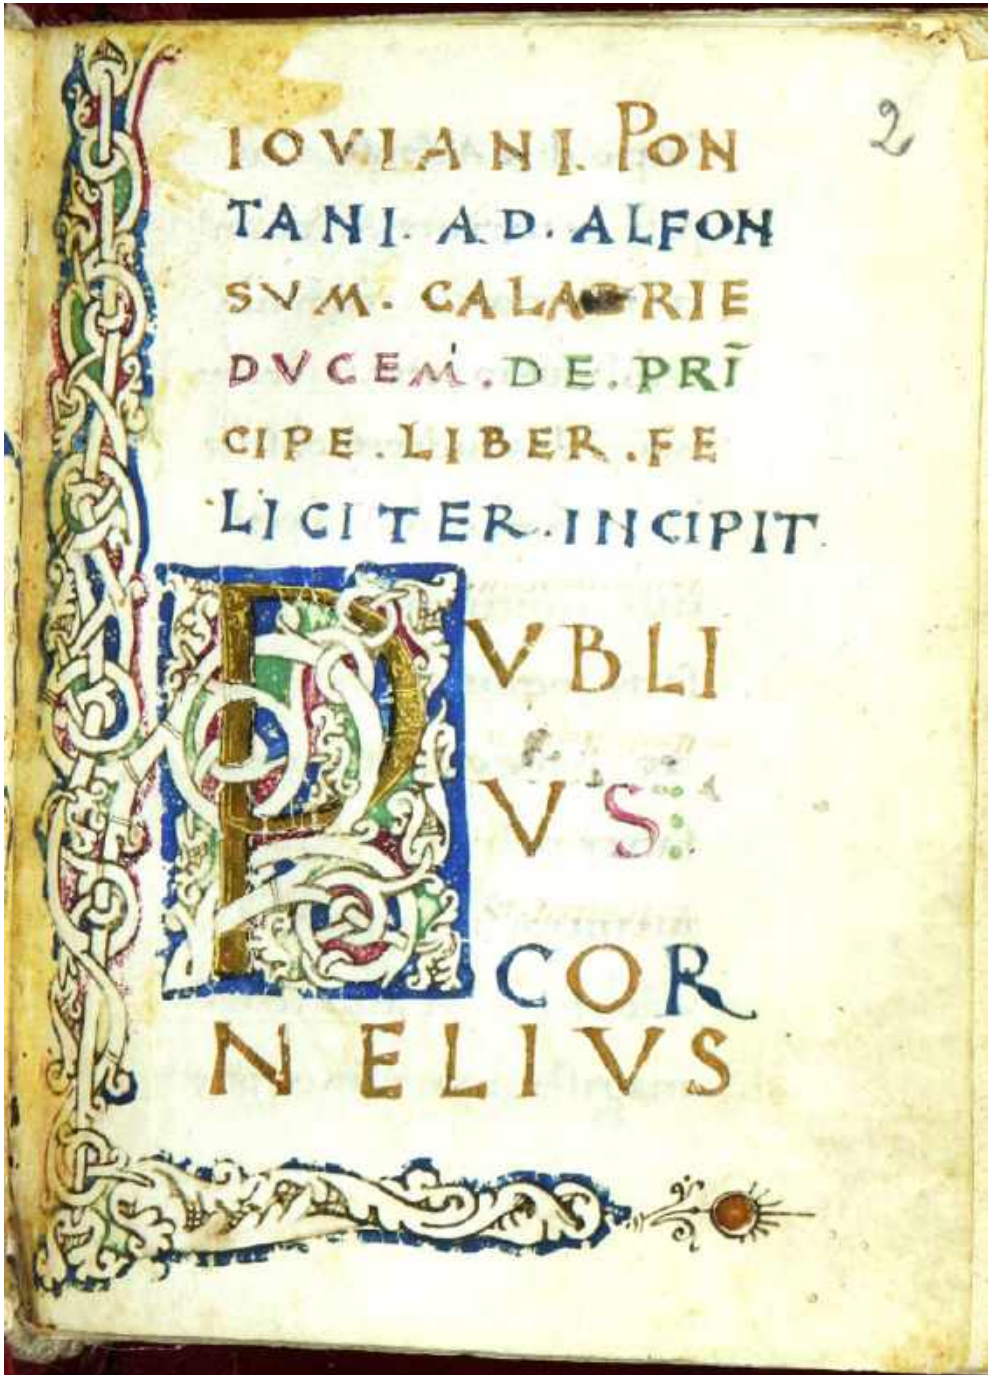 2
IOVIANI. PON
TANI. AD. ALFON
SVM. CALABRIE
DVCEM. DE. PRĪ
CIPE. LIBER. FE
LICITER. INCIPIT.
PVBLI
VS
COR
NELIVS